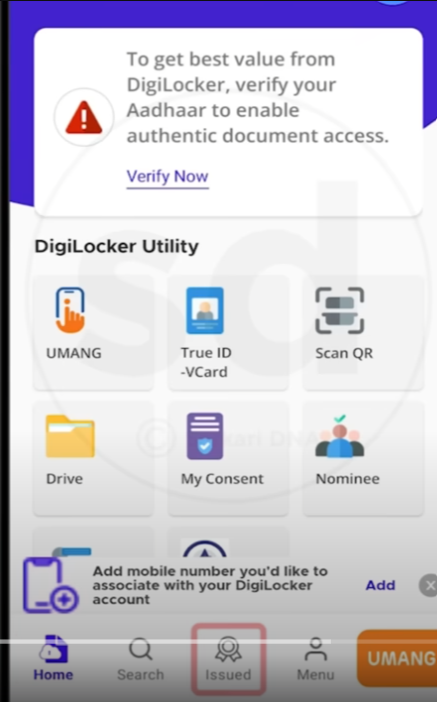 To get best value from
DigiLocker, verify your
Aadhaar to enable
authentic document access.
Verify Now
DigiLocker Utility
UMANG
True ID
-VCard
Scan QR
Drive
My Consent
Nominee
Add mobile number you'd like to
associate with your DigiLocker
account
Add
Home
Search
Issued
Menu
UMANG
sd